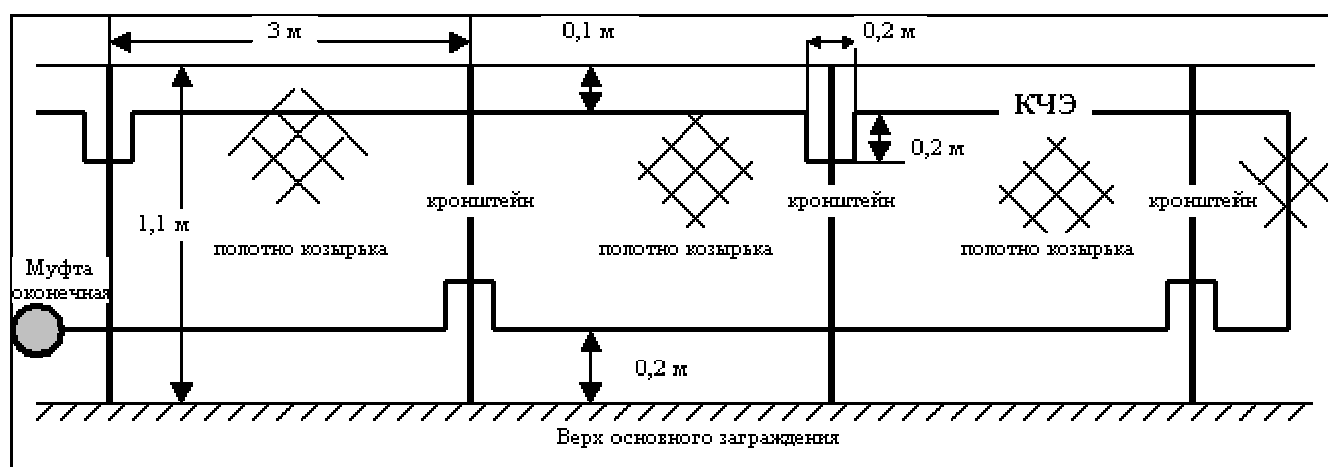 3 м
0,1 м
0,2 м
КЧЭ
0,2 м
кронштейн
кронштейн
кронштейн
1,1 м
полотно козырька
полотно козырька
полотно козырька
Муфта
оконечная
0,2 м
Верх основного заграждения